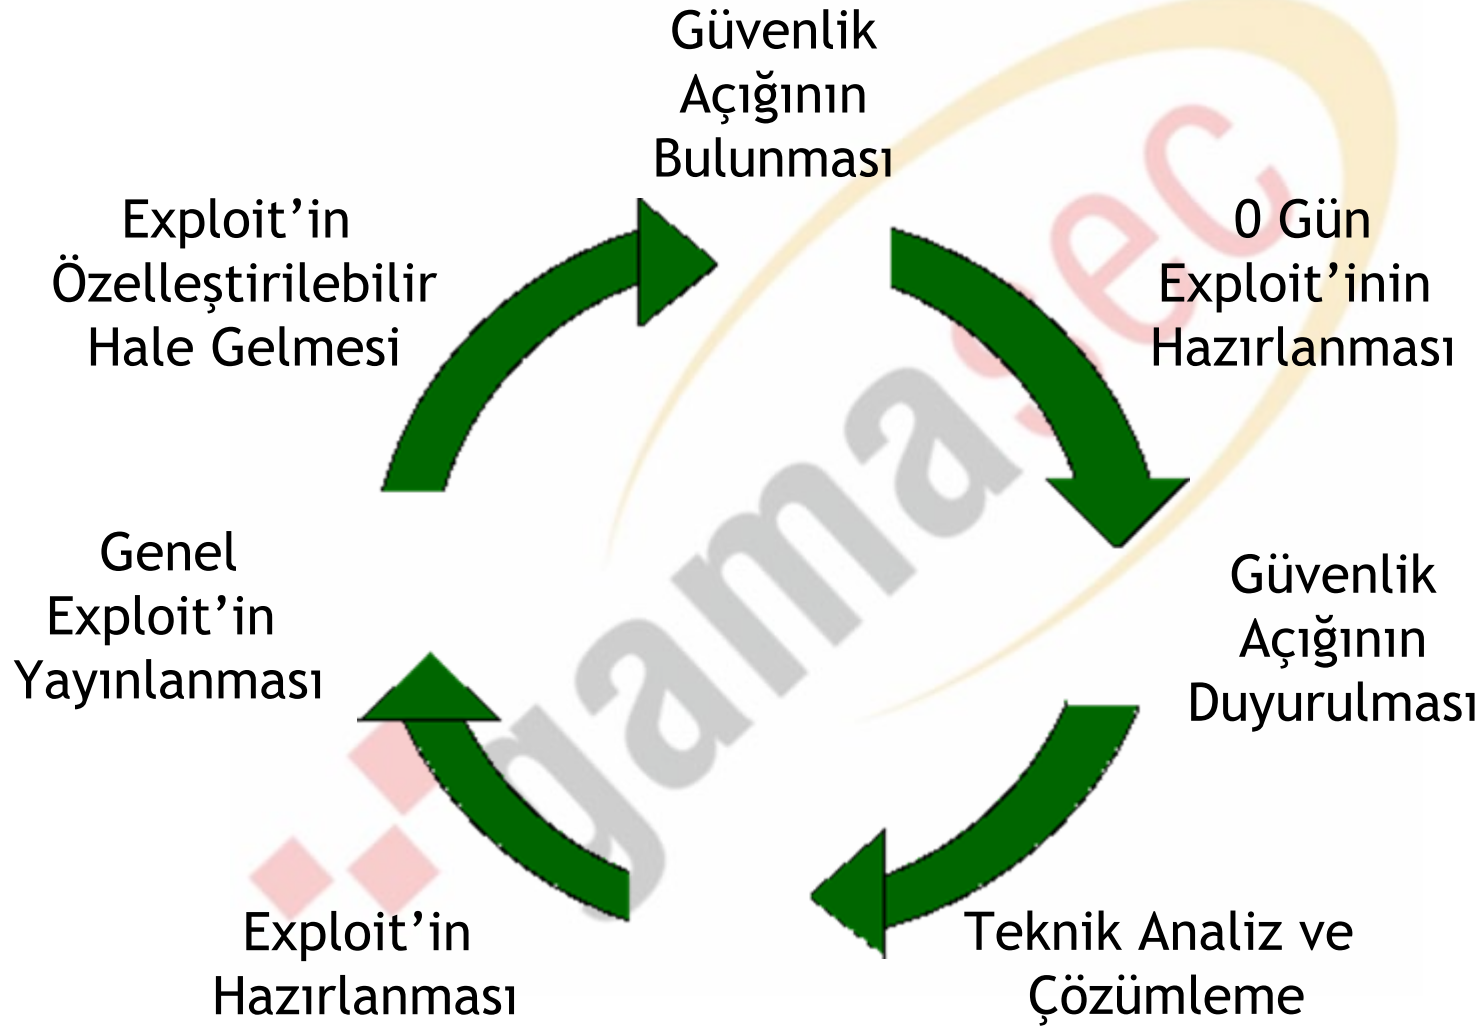 Güvenlik
Açığının
Bulunması
0 Gün
Exploit’inin
Hazırlanması
Güvenlik
Açığının
Duyurulması
Teknik Analiz ve
Çözümleme
Exploit’in
Hazırlanması
Genel
Exploit’in
Yayınlanması
Exploit’in
Özelleştirilebilir
Hale Gelmesi
gamasec